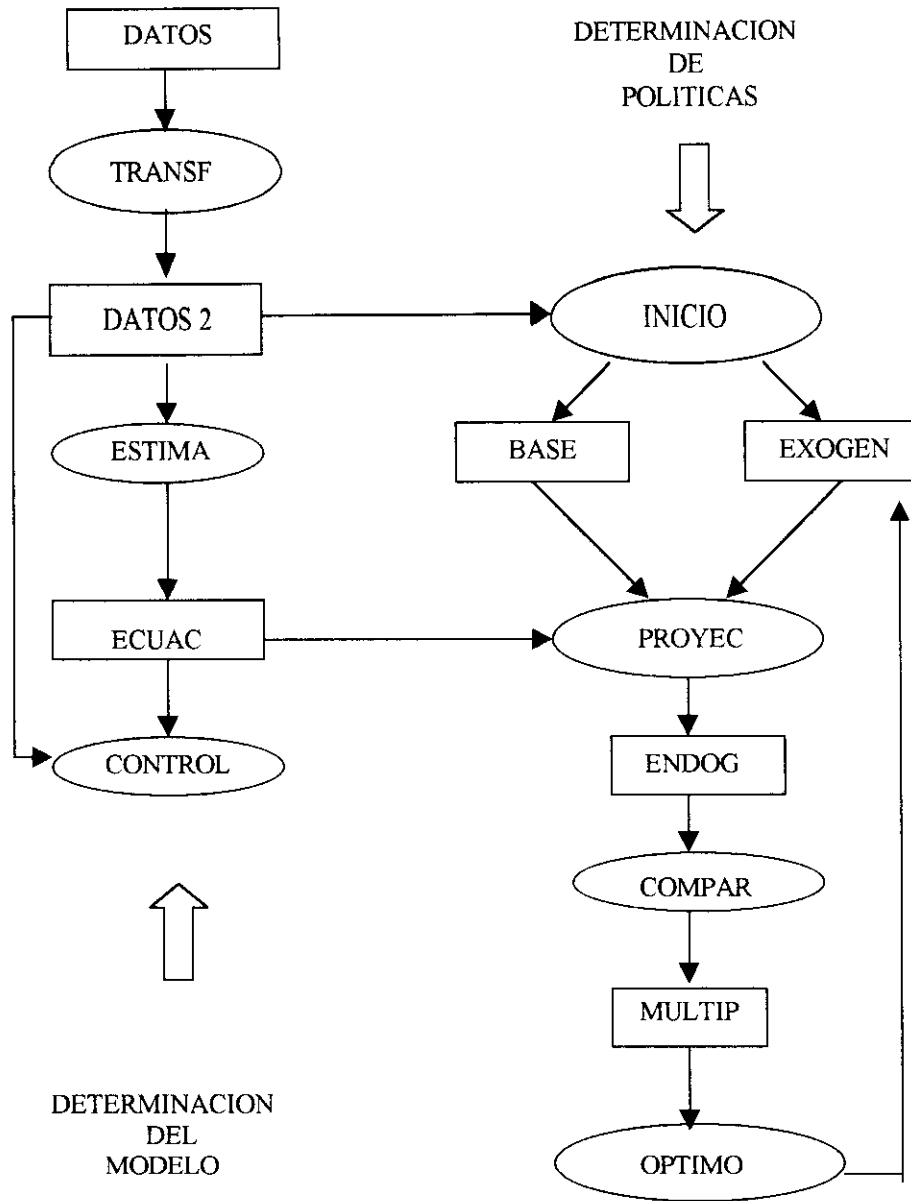 DATOS
DETERMINACION
DE
POLITICAS
TRANSF
DATOS 2
INICIO
ESTIMA
BASE
EXOGEN
ECUAC
PROYEC
CONTROL
ENDOG
COMPAR
MULTIP
DETERMINACION
DEL
MODELO
OPTIMO